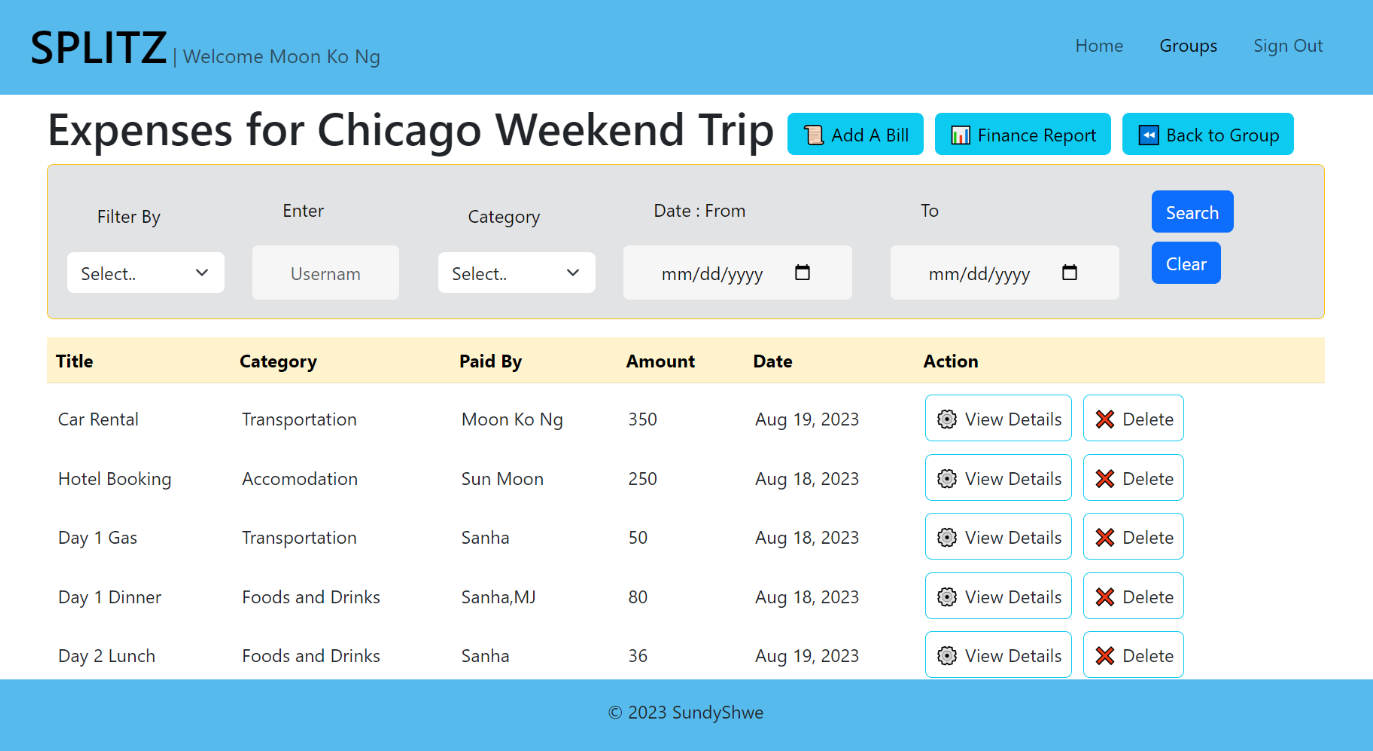 SPLITZ | Welcome Moon Ko Ng Home Groups Sign Out
Expenses for Chicago Weekend Trip Add A Bill Finance Report Back to Group
Filter By Enter Category Date : From To Search
Select.. Usernam Select.. mm/dd/yyyy mm/dd/yyyy Clear
Title Category Paid By Amount Date Action
Car Rental Transportation Moon Ko Ng 350 Aug 19, 2023 View Details Delete
Hotel Booking Accomodation Sun Moon 250 Aug 18, 2023 View Details Delete
Day 1 Gas Transportation Sanha 50 Aug 18, 2023 View Details Delete
Day 1 Dinner Foods and Drinks Sanha,MJ 80 Aug 18, 2023 View Details Delete
Day 2 Lunch Foods and Drinks Sanha 36 Aug 19, 2023 View Details Delete
© 2023 SundyShwe